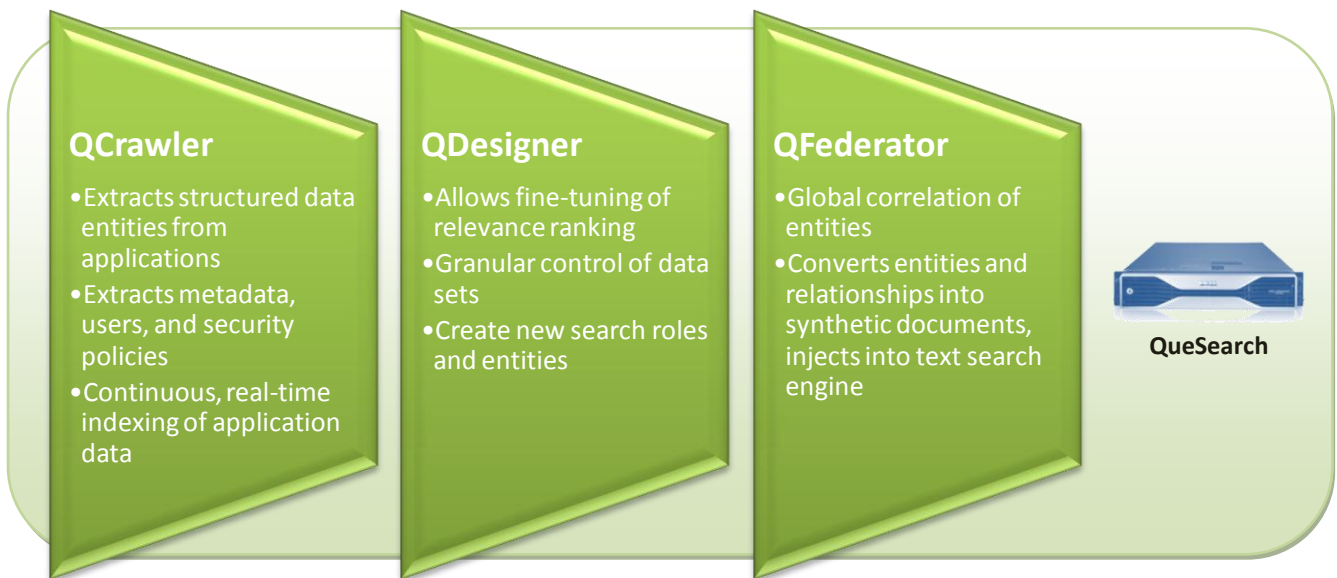 QCrawler
•Extracts structured data
entities from
applications
•Extracts metadata,
users, and security
policies
•Continuous, real-time
indexing of application
data
QDesigner
•Allows fine-tuning of
relevance ranking
•Granular control of data
sets
•Create new search roles
and entities
QFederator
•Global correlation of
entities
•Converts entities and
relationships into
synthetic documents,
injects into text search
engine
QueSearch